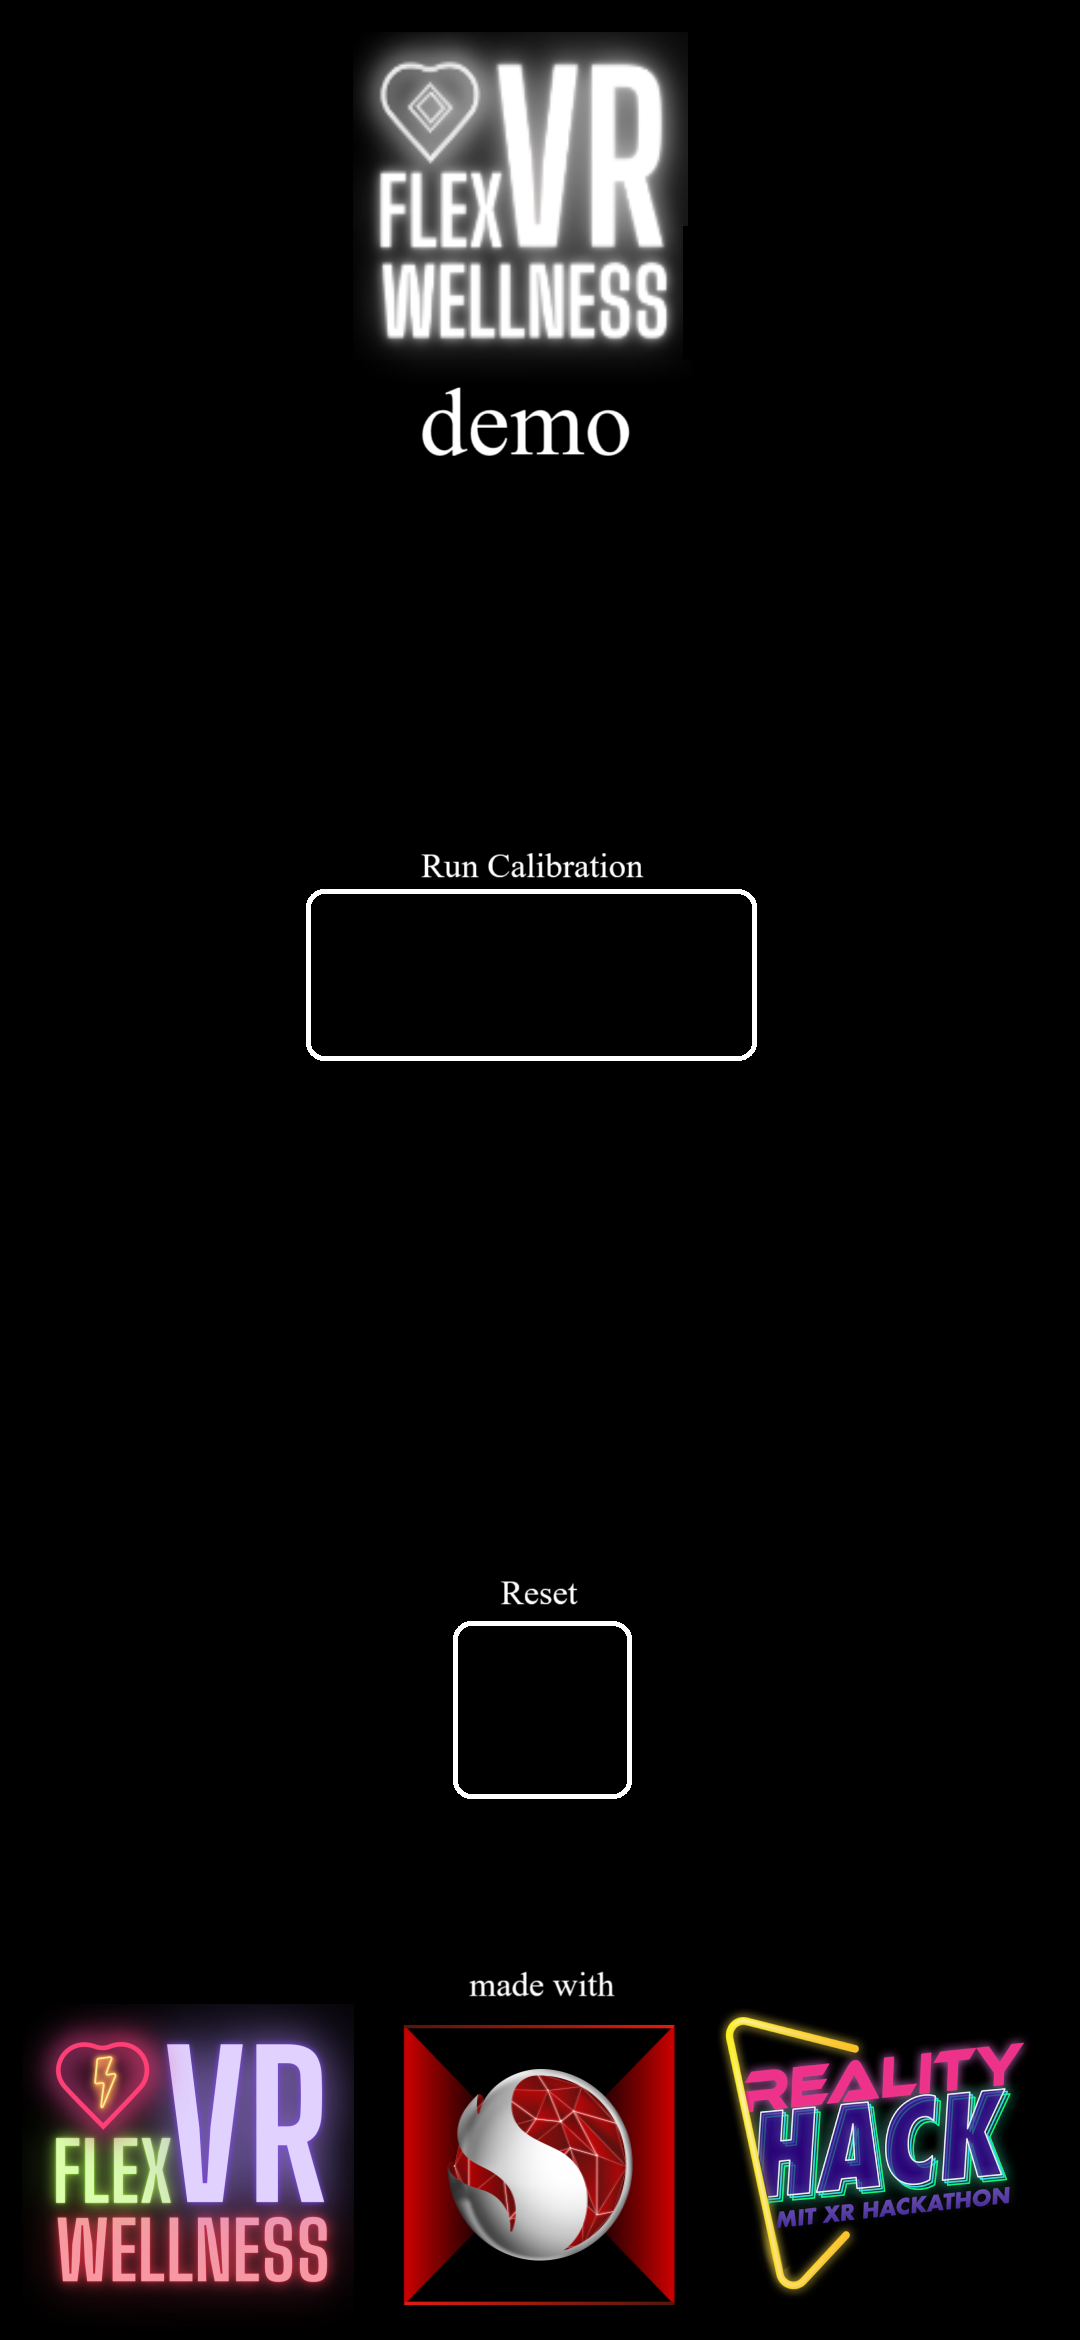 VR
FLEX
WELLNESS
demo
Run Calibration
Reset
made with
VR
FLEX
WELLNESS
REALITY
HACK
MIT XR HACKATHON